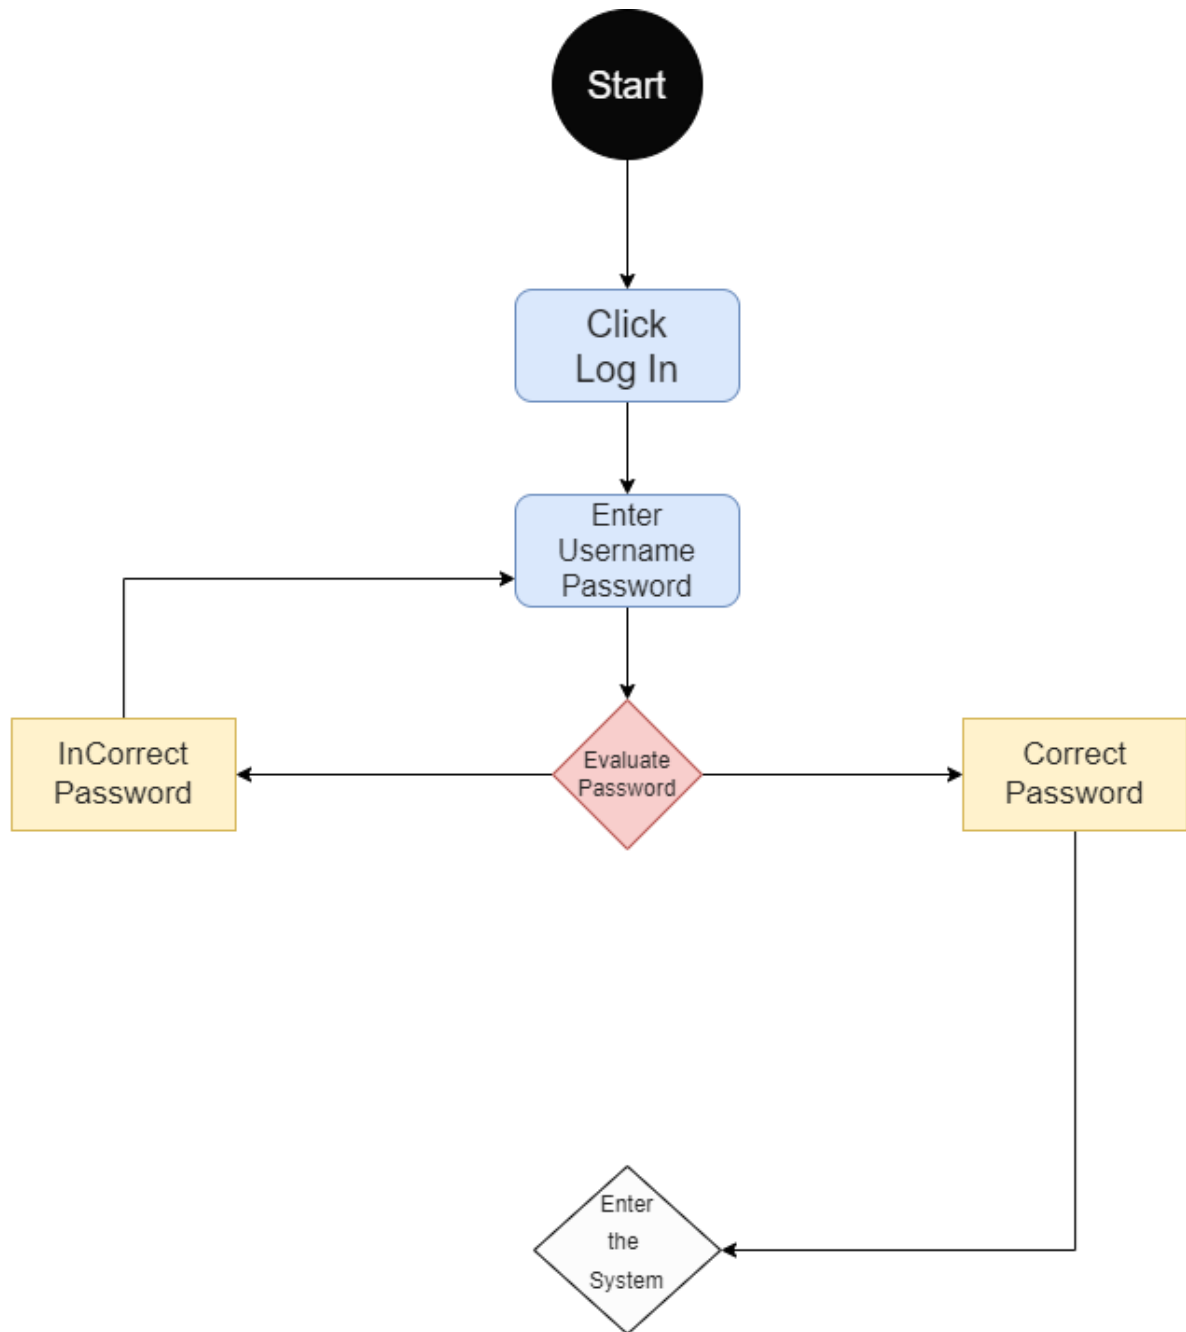 Start
Click
Log In
Enter
Username
Password
InCorrect
Password
Evaluate
Password
Correct
Password
Enter
the
System